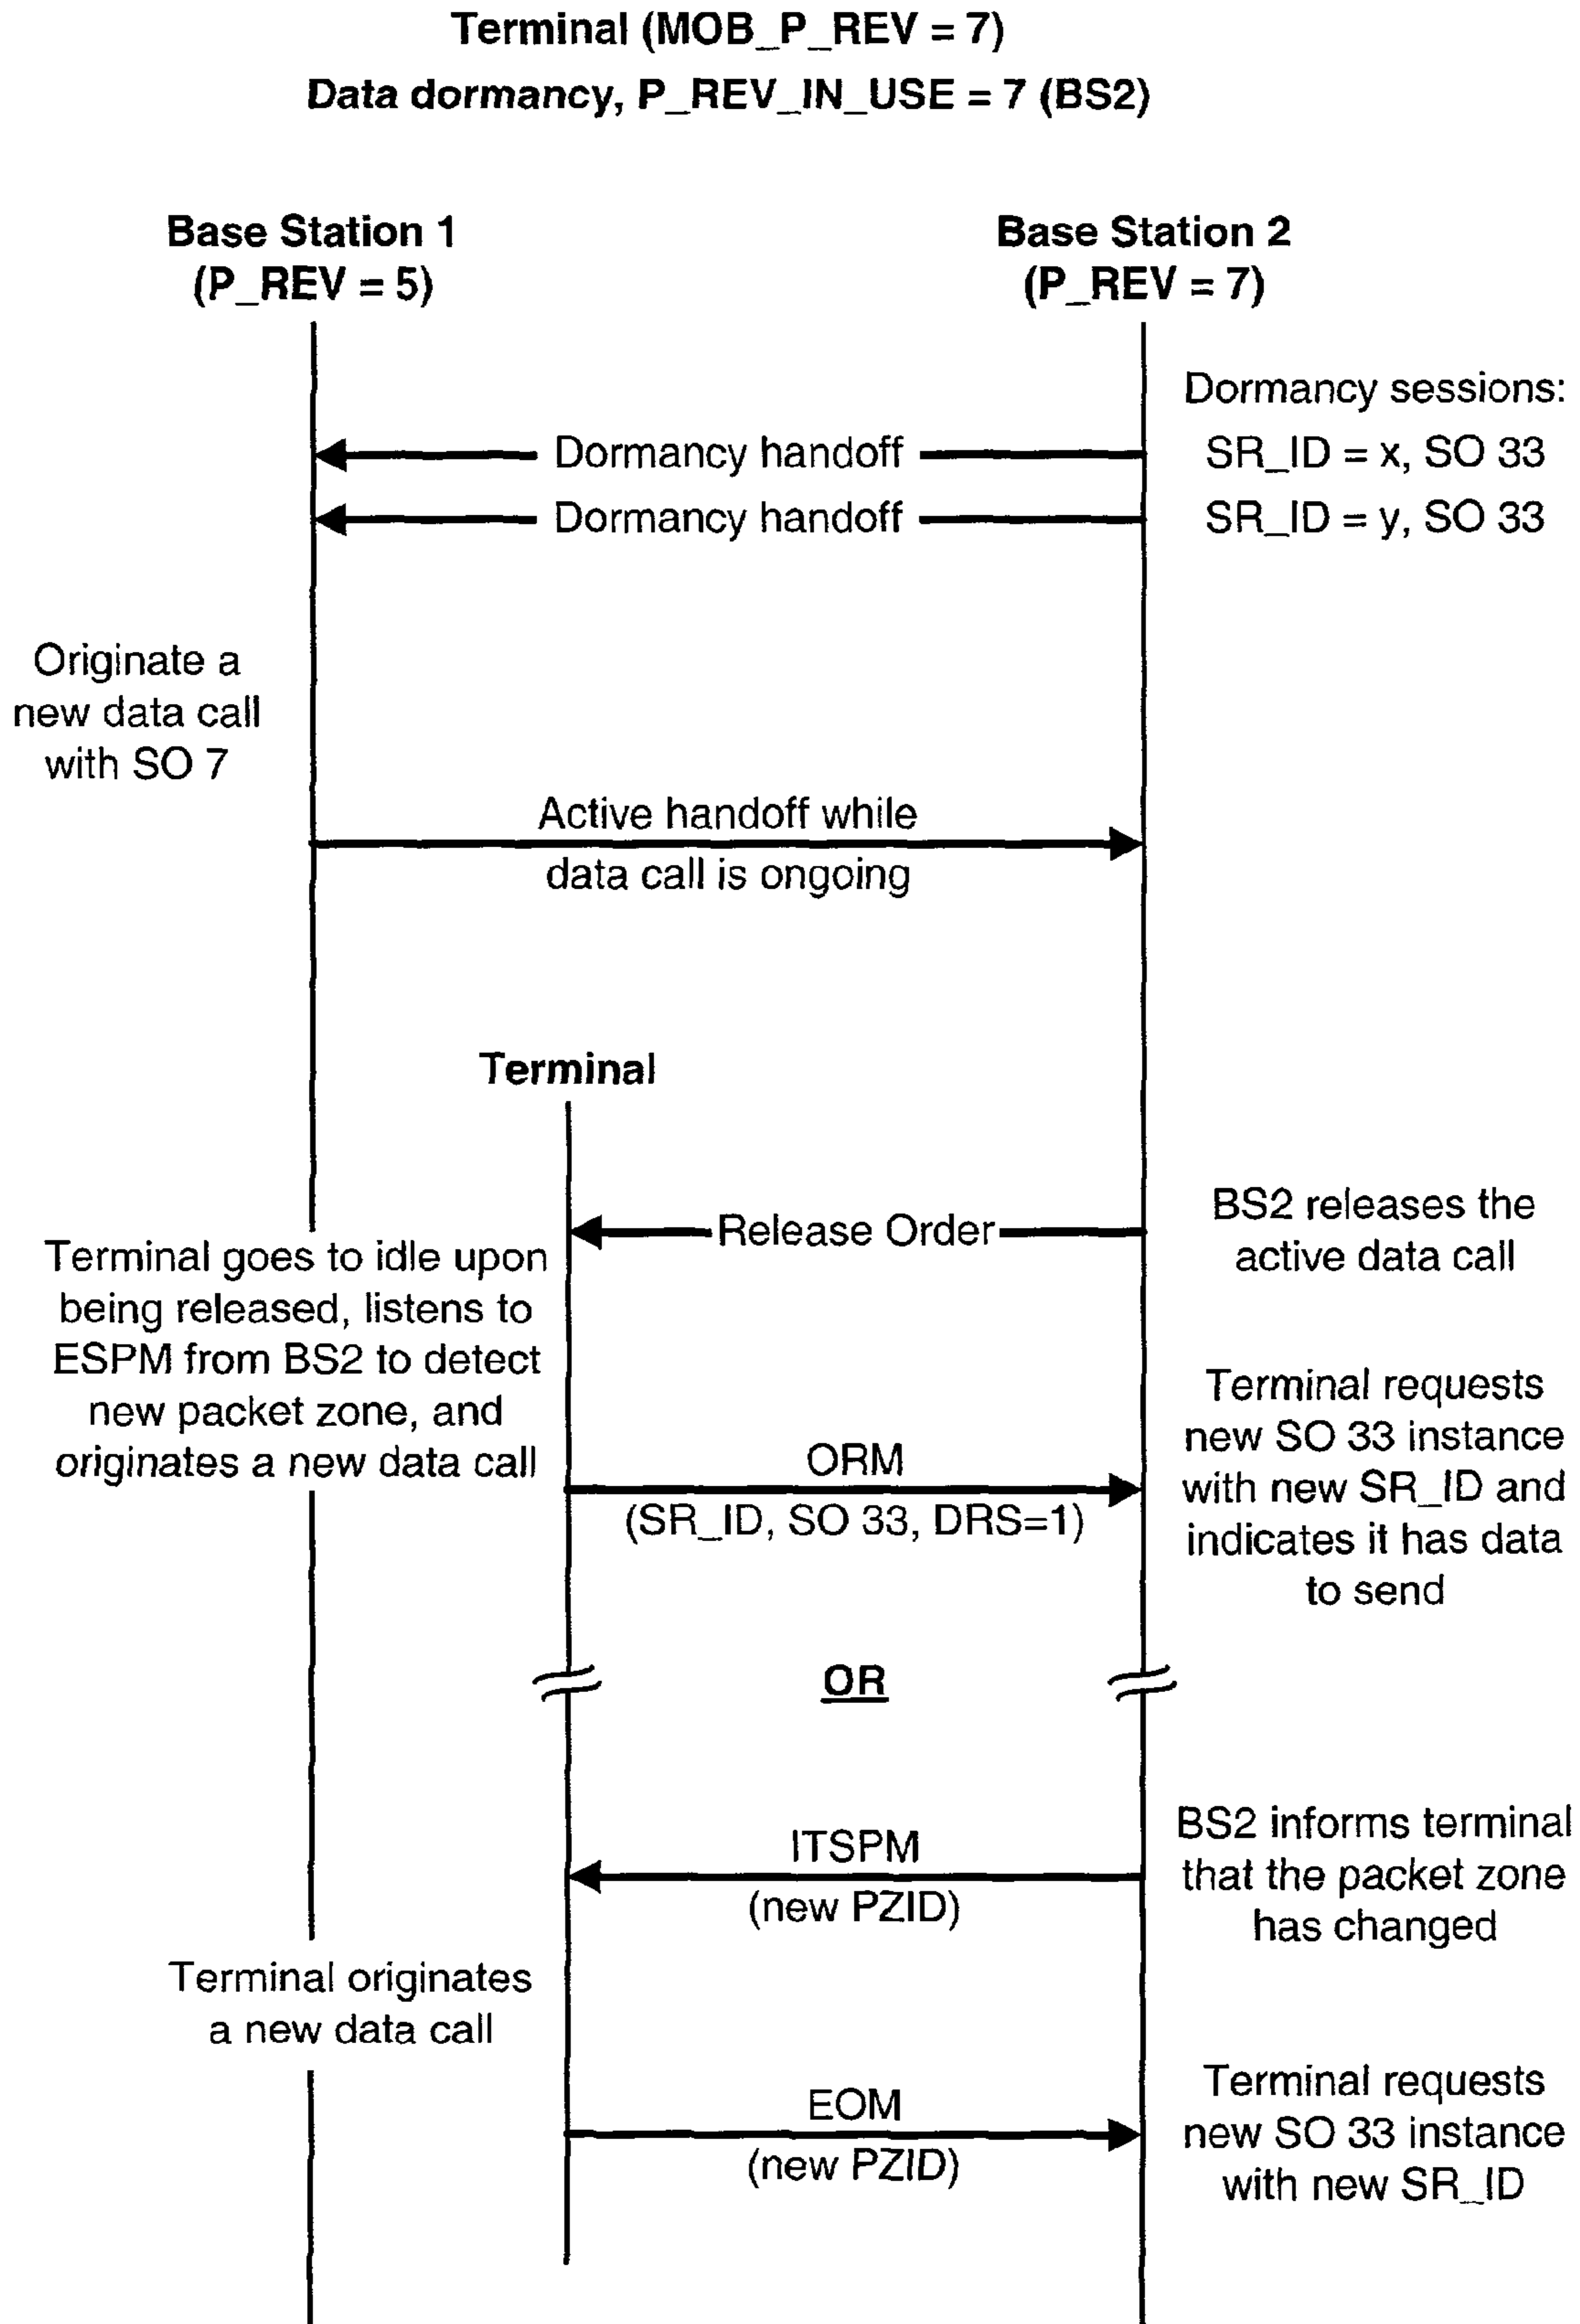 Terminal (MOB_P_REV = 7)
Data dormancy, P_REV_IN_USE = 7 (BS2)
Base Station 1
(P_REV = 5)
Base Station 2
(P_REV = 7)
Dormancy sessions:
Dormancy handoff
SR_ID = x, SO 33
Dormancy handoff
SR_ID = y, SO 33
Originate a
new data call
with SO 7
Active handoff while
data call is ongoing
Terminal
Release Order
BS2 releases the
active data call
Terminal goes to idle upon
being released, listens to
ESPM from BS2 to detect
new packet zone, and
originates a new data call
ORM
(SR_ID, SO 33, DRS=1)
Terminal requests
new SO 33 instance
with new SR_ID and
indicates it has data
to send
OR
ITSPM
(new PZID)
BS2 informs terminal
that the packet zone
has changed
Terminal originates
a new data call
EOM
(new PZID)
Terminal requests
new SO 33 instance
with new SR_ID